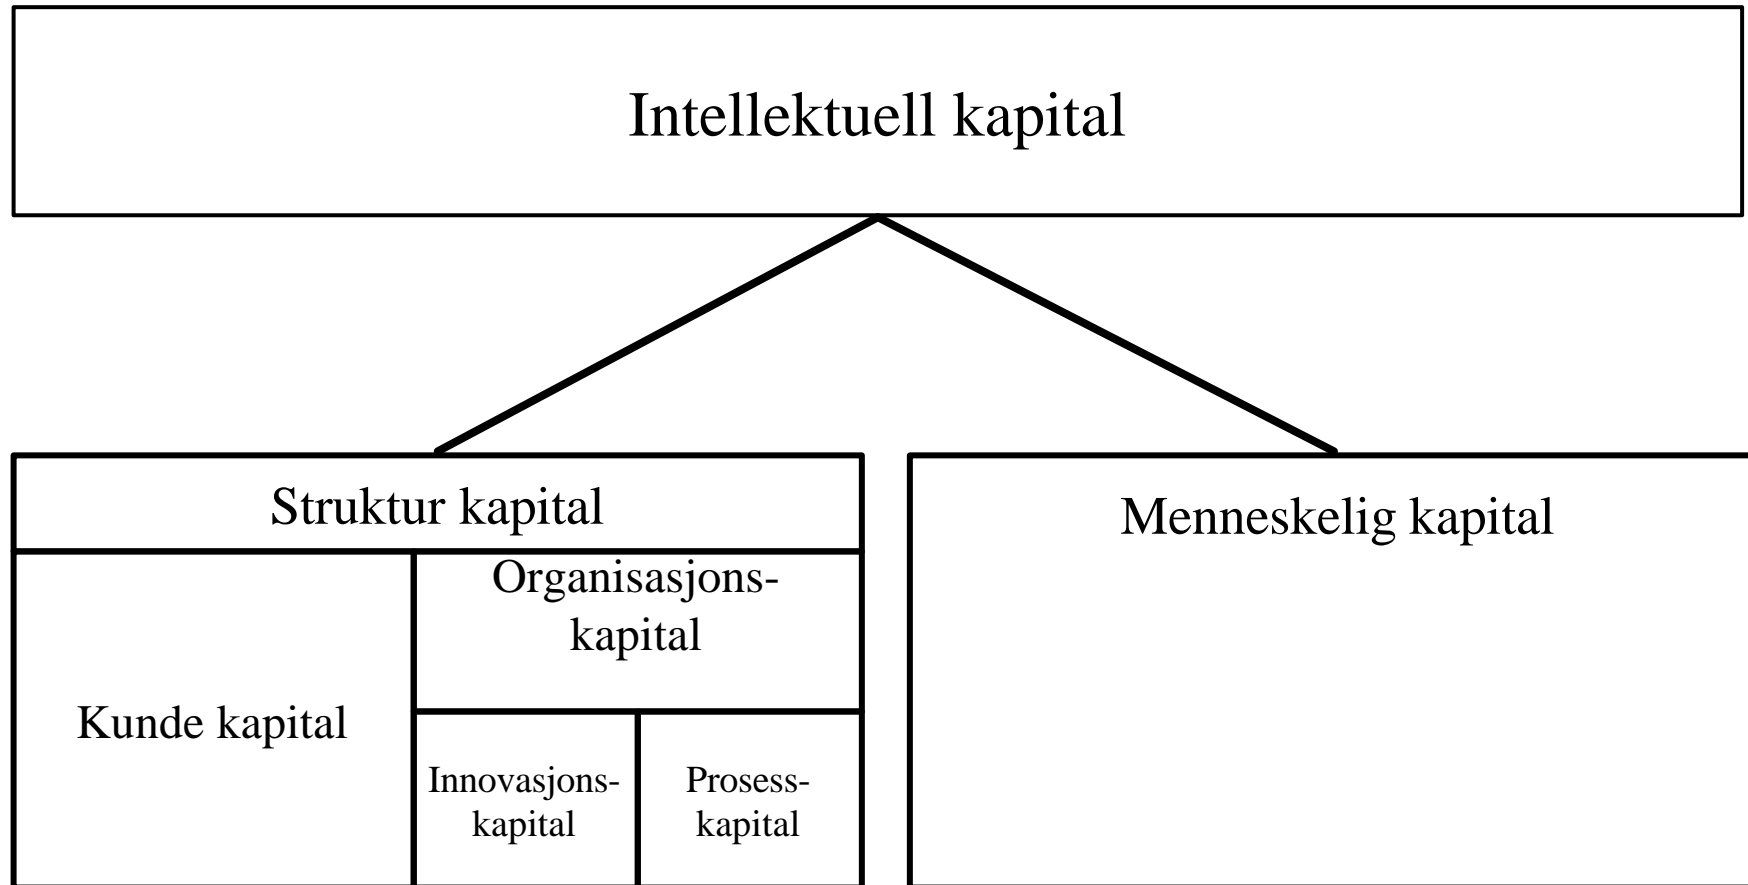 Intellektuell kapital
Struktur kapital
Menneskelig kapital
Organisasjons-
kapital
Kunde kapital
Innovasjons-
kapital
Prosess-
kapital